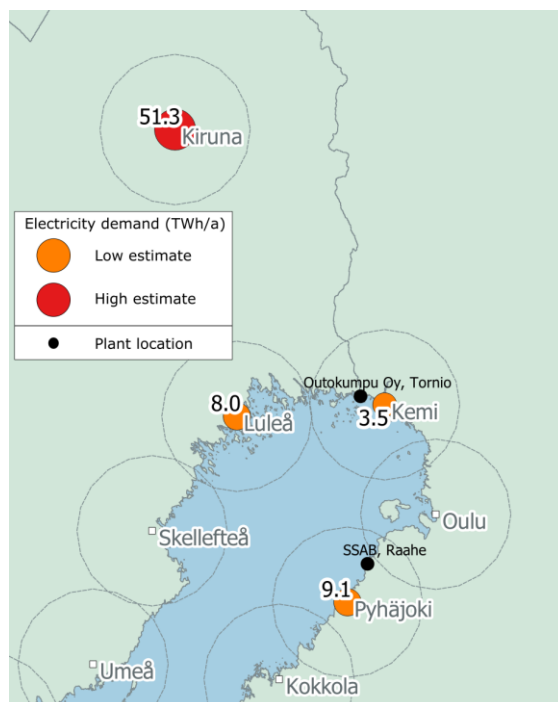 51.3
Kiruna
Electricity demand (TWh/a)
Low estimate
High estimate
Plant location
Outokumpu Oy, Tornio
8.0
Luleå
3.5
Kemi
Skellefteå
Oulu
SSAB, Raahe
9.1
Pyhäjoki
Umeå
Kokkola